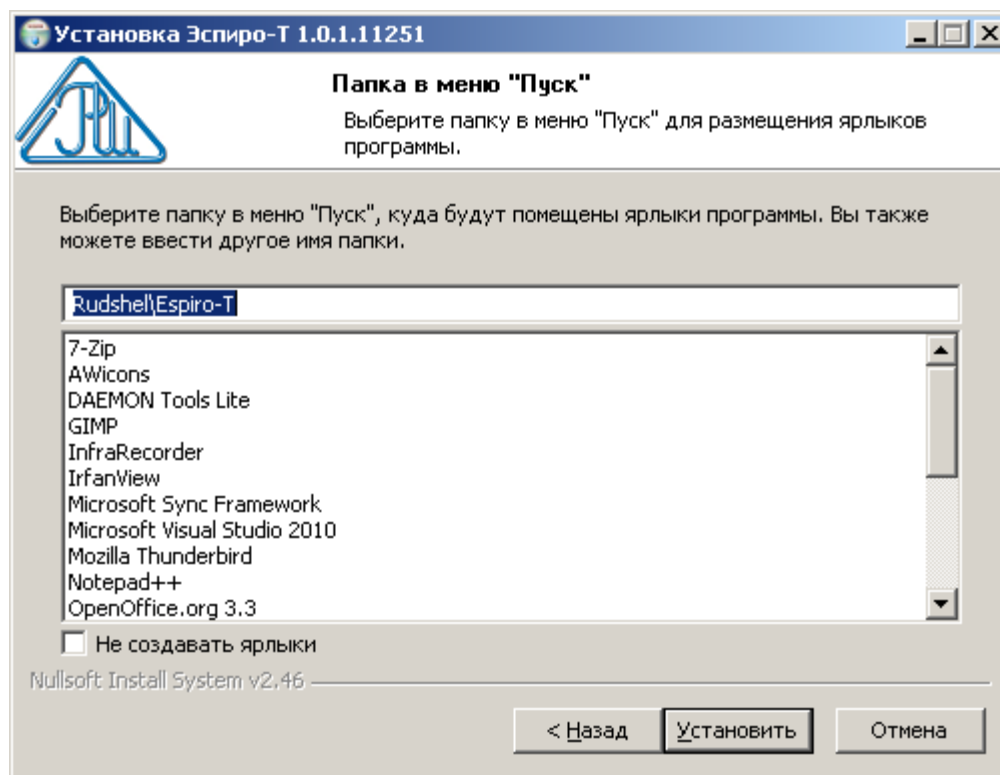 Установка Эспиро-Т 1.0.1.11251
Папка в меню "Пуск"
Выберите папку в меню "Пуск" для размещения ярлыков
программы.
Выберите папку в меню "Пуск", куда будут помещены ярлыки программы. Вы также
можете ввести другое имя папки.
Rudshel\Espiro-T
7-Zip
AWicons
DAEMON Tools Lite
GIMP
InfraRecorder
IrfanView
Microsoft Sync Framework
Microsoft Visual Studio 2010
Mozilla Thunderbird
Notepad++
OpenOffice.org 3.3
Не создавать ярлыки
Nullsoft Install System v2.46
< Назад
Установить
Отмена